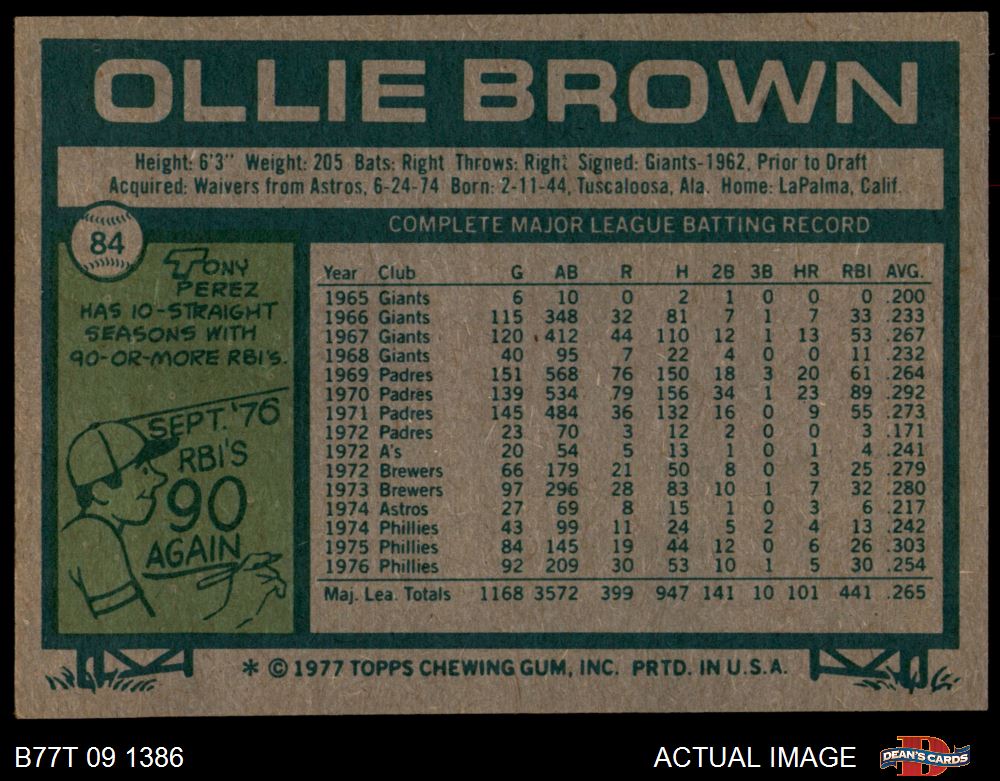 OLLIE BROWN
Height: 6'3" Weight: 205 Bats: Right Throws: Right Signed: Giants-1962, Prior to Draft
Acquired: Waivers from Astros, 6-24-74 Born: 2-11-44, Tuscaloosa, Ala. Home: LaPalma, Calif.
84
TONY
PEREZ
HAS 10-STRAIGHT
SEASONS WITH
90-OR-MORE RBI'S.
SEPT. '76
RBI'S
90
AGAIN
COMPLETE MAJOR LEAGUE BATTING RECORD
Year Club G AB R H 2B 3B HR RBI AVG.
1965 Giants 6 10 0 2 1 0 0 0 .200
1966 Giants 115 348 32 81 7 1 7 33 .233
1967 Giants 120 412 44 110 12 1 13 53 .267
1968 Giants 40 95 7 22 4 0 0 11 .232
1969 Padres 151 568 76 150 18 3 20 61 .264
1970 Padres 139 534 79 156 34 1 23 89 .292
1971 Padres 145 484 36 132 16 0 9 55 .273
1972 Padres 23 70 3 12 2 0 0 3 .171
1972 A's 20 54 5 13 1 0 1 4 .241
1972 Brewers 66 179 21 50 8 0 3 25 .279
1973 Brewers 97 296 28 83 10 1 7 32 .280
1974 Astros 27 69 8 15 1 0 3 6 .217
1974 Phillies 43 99 11 24 5 2 4 13 .242
1975 Phillies 84 145 19 44 12 0 6 26 .303
1976 Phillies 92 209 30 53 10 1 5 30 .254
Maj. Lea. Totals 1168 3572 399 947 141 10 101 441 .265
* © 1977 TOPPS CHEWING GUM, INC. PRTD. IN U.S.A.
B77T 09 1386
ACTUAL IMAGE
DEAN'S CARDS